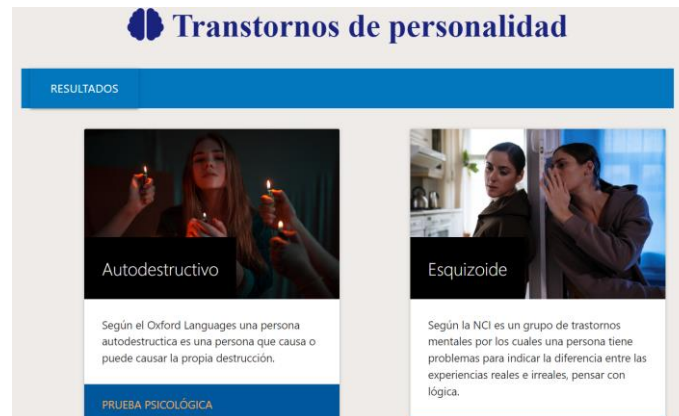 Transtornos de personalidad
RESULTADOS
Autodestructivo
Según el Oxford Languages una persona
autodestructica es una persona que causa o
puede causar la propia destrucción.
PRUEBA PSICOLÓGICA
Esquizoide
Según la NCI es un grupo de trastornos
mentales por los cuales una persona tiene
problemas para indicar la diferencia entre las
experiencias reales e irreales, pensar con
lógica.